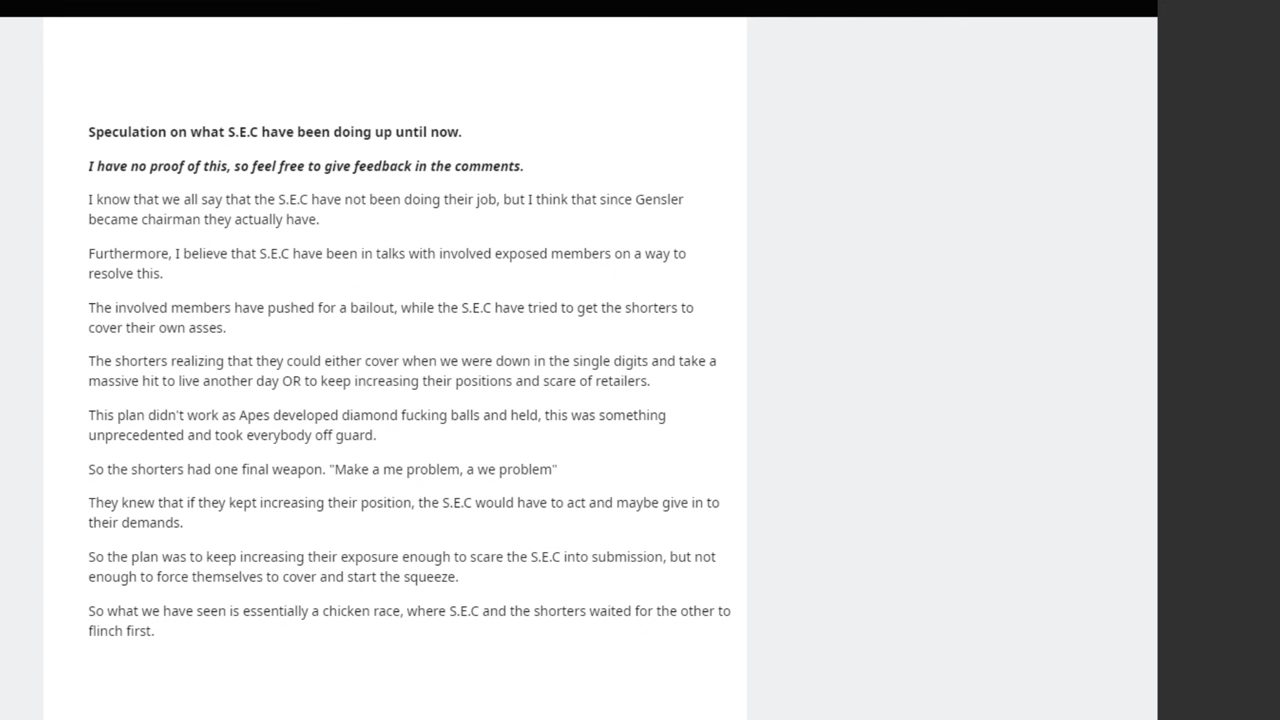 Speculation on what S.E.C have been doing up until now.
I have no proof of this, so feel free to give feedback in the comments.
I know that we all say that the S.E.C have not been doing their job, but I think that since Gensler
became chairman they actually have.
Furthermore, I believe that S.E.C have been in talks with involved exposed members on a way to
resolve this.
The involved members have pushed for a bailout, while the S.E.C have tried to get the shorters to
cover their own asses.
The shorters realizing that they could either cover when we were down in the single digits and take a
massive hit to live another day OR to keep increasing their positions and scare of retailers.
This plan didn't work as Apes developed diamond fucking balls and held, this was something
unprecedented and took everybody off guard.
So the shorters had one final weapon. "Make a me problem, a we problem"
They knew that if they kept increasing their position, the S.E.C would have to act and maybe give in to
their demands.
So the plan was to keep increasing their exposure enough to scare the S.E.C into submission, but not
enough to force themselves to cover and start the squeeze.
So what we have seen is essentially a chicken race, where S.E.C and the shorters waited for the other to
flinch first.